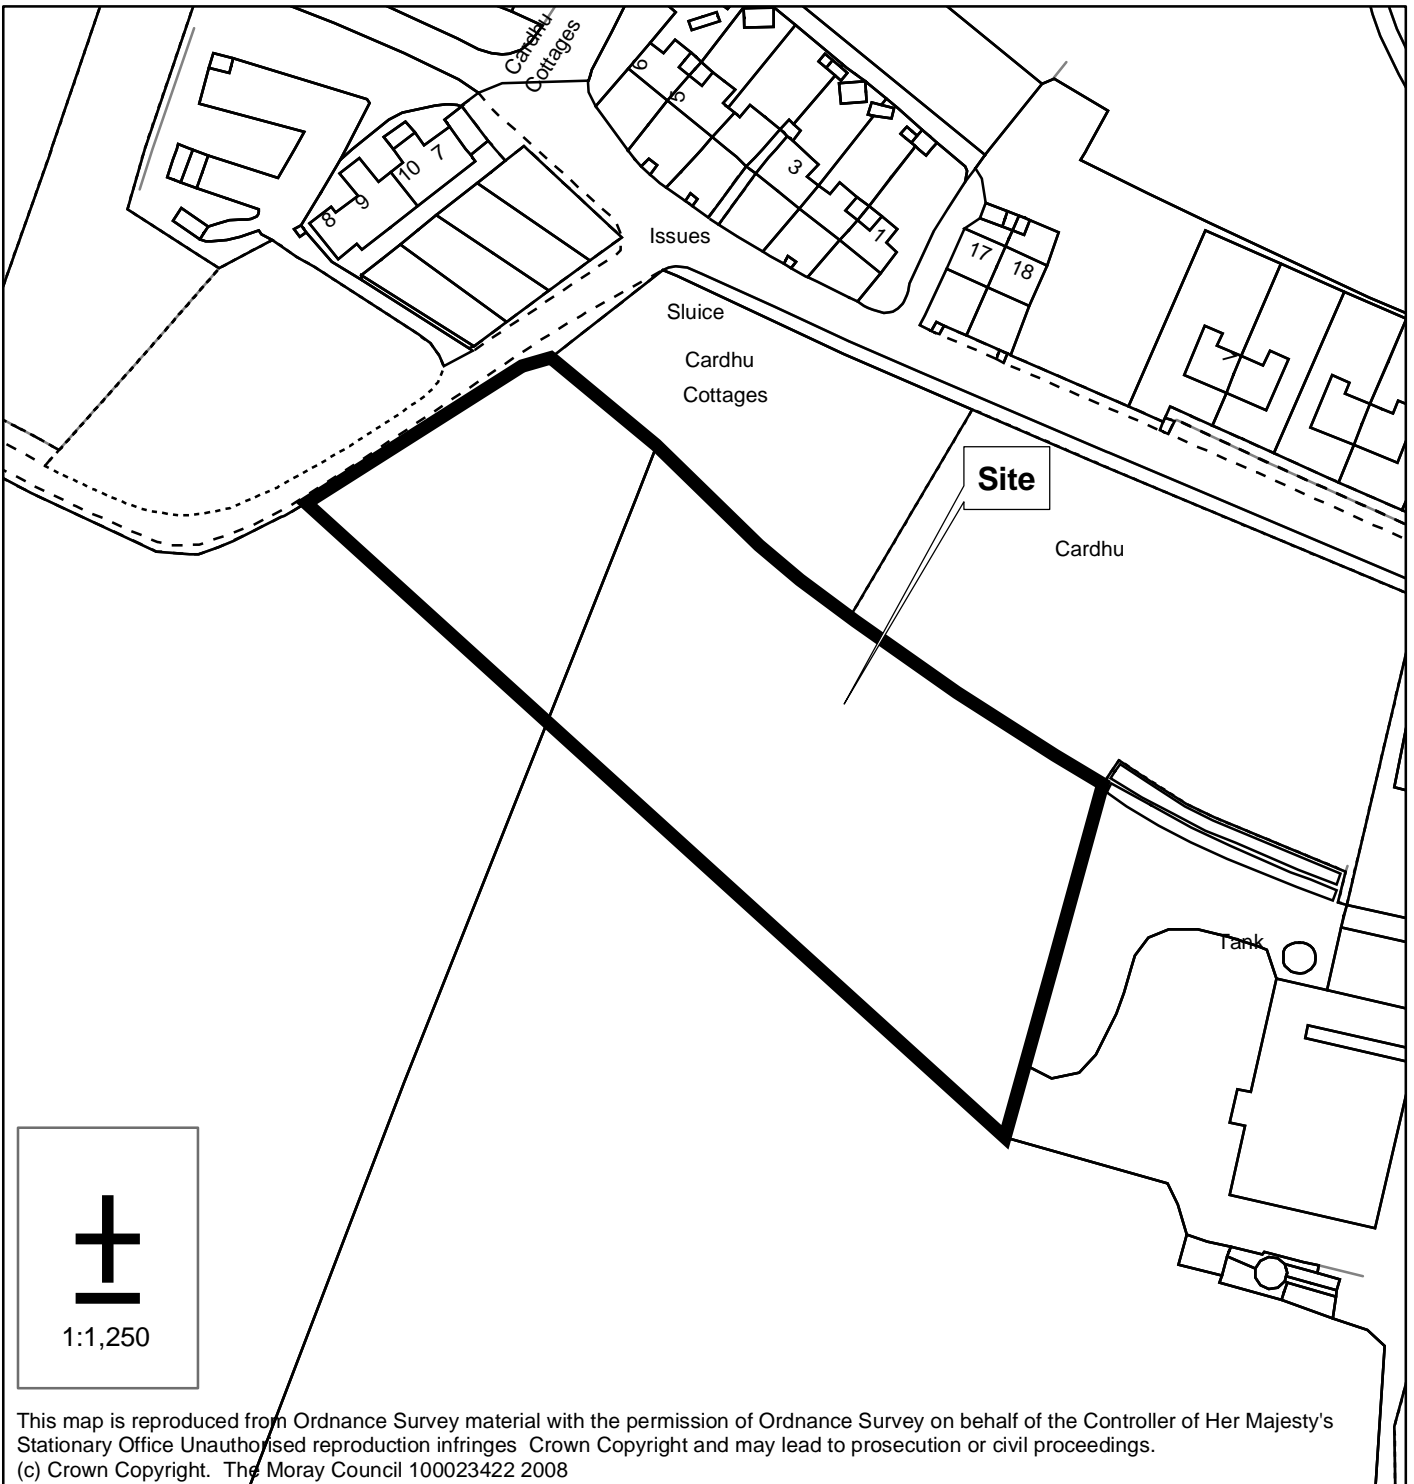 Cardhu
Cottages
6
5
3
1
7
10
9
8
17
18
Issues
Sluice
Cardhu
Cottages
7
Site
Cardhu
Tank
1:1,250
This map is reproduced from Ordnance Survey material with the permission of Ordnance Survey on behalf of the Controller of Her Majesty's
Stationary Office Unauthorised reproduction infringes Crown Copyright and may lead to prosecution or civil proceedings.
(c) Crown Copyright. The Moray Council 100023422 2008